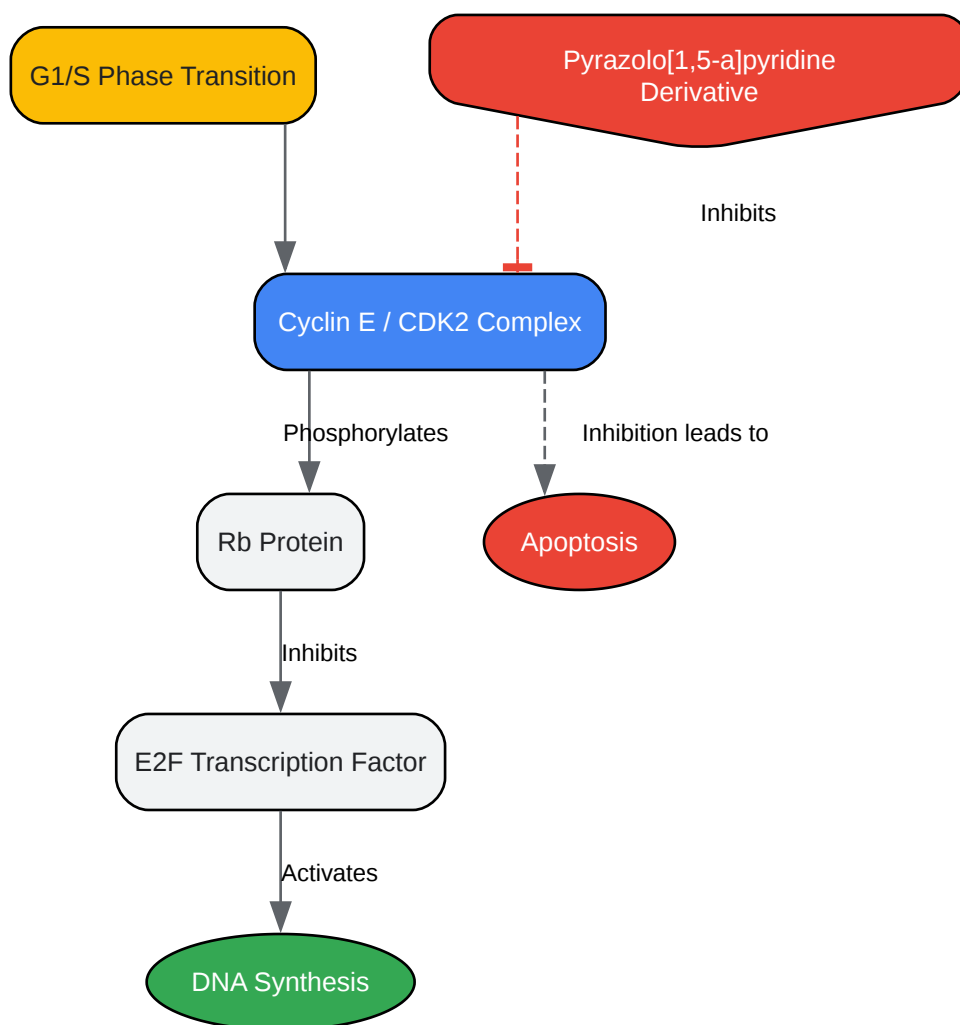 G1/S Phase Transition
Pyrazolo[1,5-a]pyridine
Derivative
Inhibits
Cyclin E / CDK2 Complex
Phosphorylates
Inhibition leads to
Rb Protein
Apoptosis
Inhibits
E2F Transcription Factor
Activates
DNA Synthesis